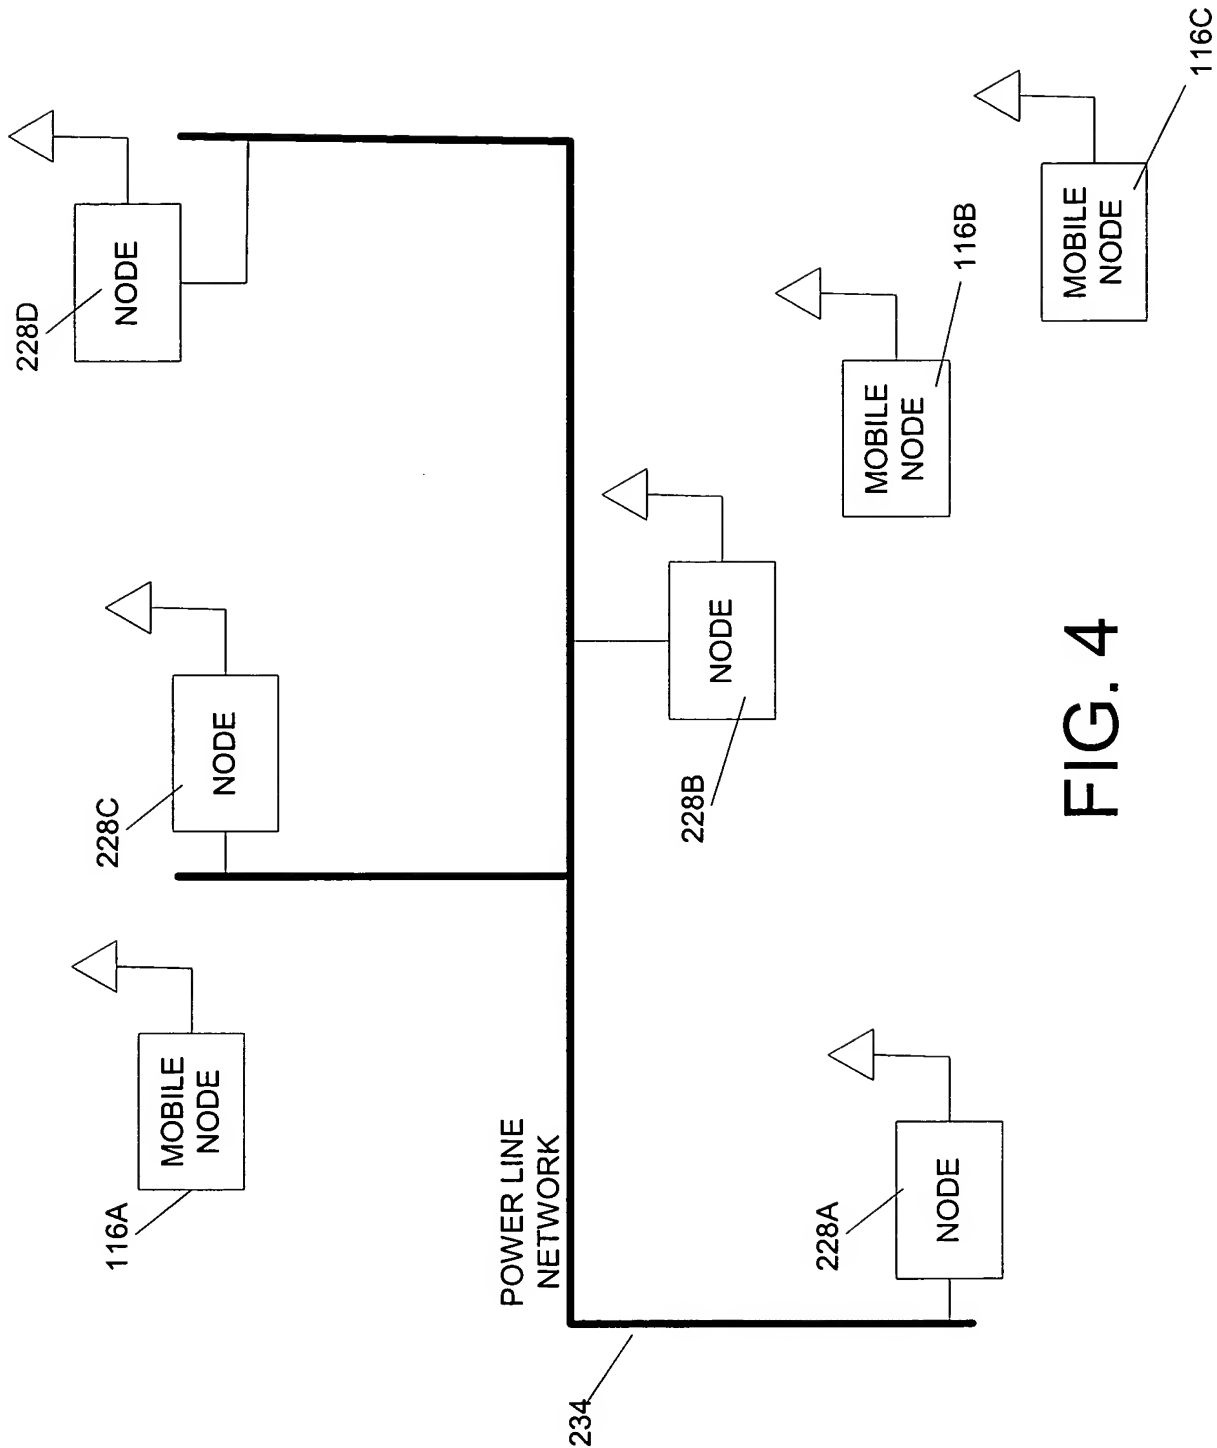 228D
NODE
228C
NODE
116A
MOBILE
NODE
POWER LINE
NETWORK
234
228A
NODE
228B
NODE
MOBILE
NODE
116B
MOBILE
NODE
116C
FIG. 4